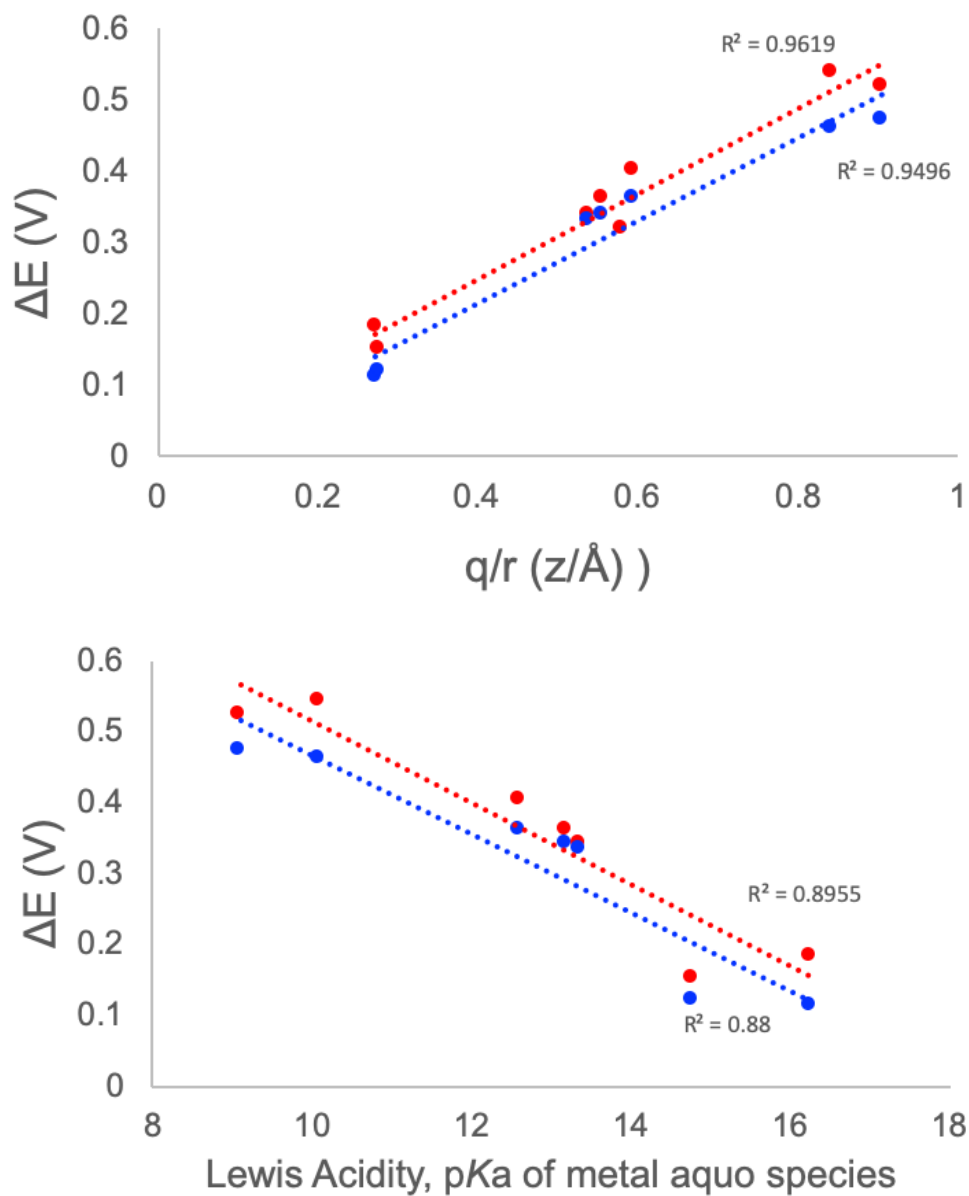 0.6
R² = 0.9619
0.5
0.4
R² = 0.9496
ΔE (V)
0.3
0.2
0.1
0
0 0.2 0.4 0.6 0.8 1
q/r (z/Å) )
0.6
0.5
0.4
ΔE (V)
0.3
R² = 0.8955
0.2
0.1
R² = 0.88
0
8 10 12 14 16 18
Lewis Acidity, pKa of metal aquo species